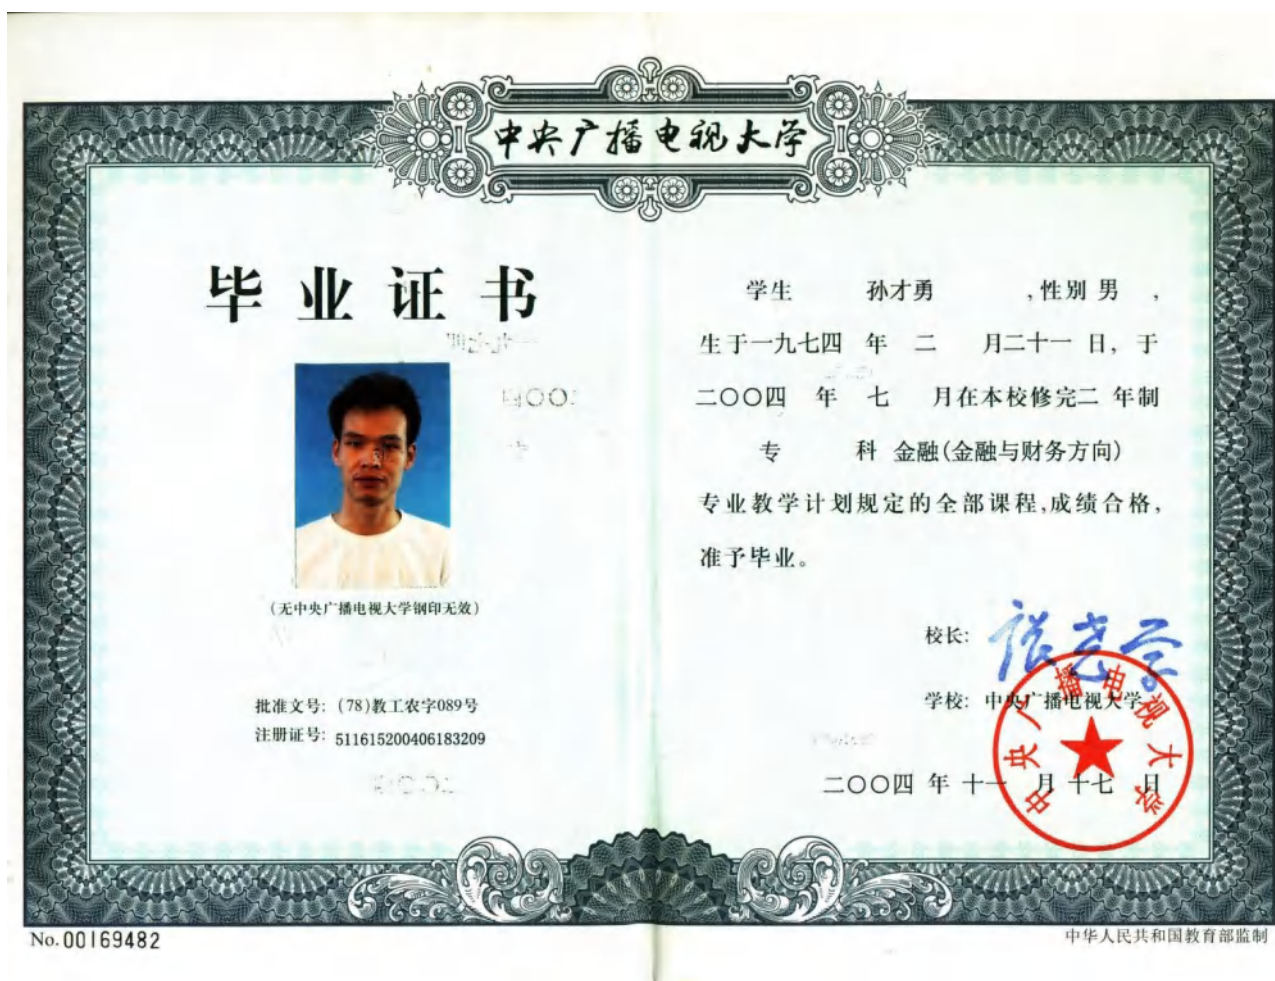 中央广播电视大学
毕业证书
(无中央广播电视大学钢印无效)
批准文号: (78)教工农字089号
注册证号: 511615200406183209
学生 孙才勇 ,性别 男 ,
生于一九七四 年 二 月二十一 日, 于
二〇〇四 年 七 月在本校修完二 年制
专 科 金融(金融与财务方向)
专业教学计划规定的全部课程,成绩合格,
准予毕业。
校长: 张尧学
学校: 中央广播电视大学
中央广播电视大学
二〇〇四 年 十一 月 十七 日
No. 00169482
中华人民共和国教育部监制